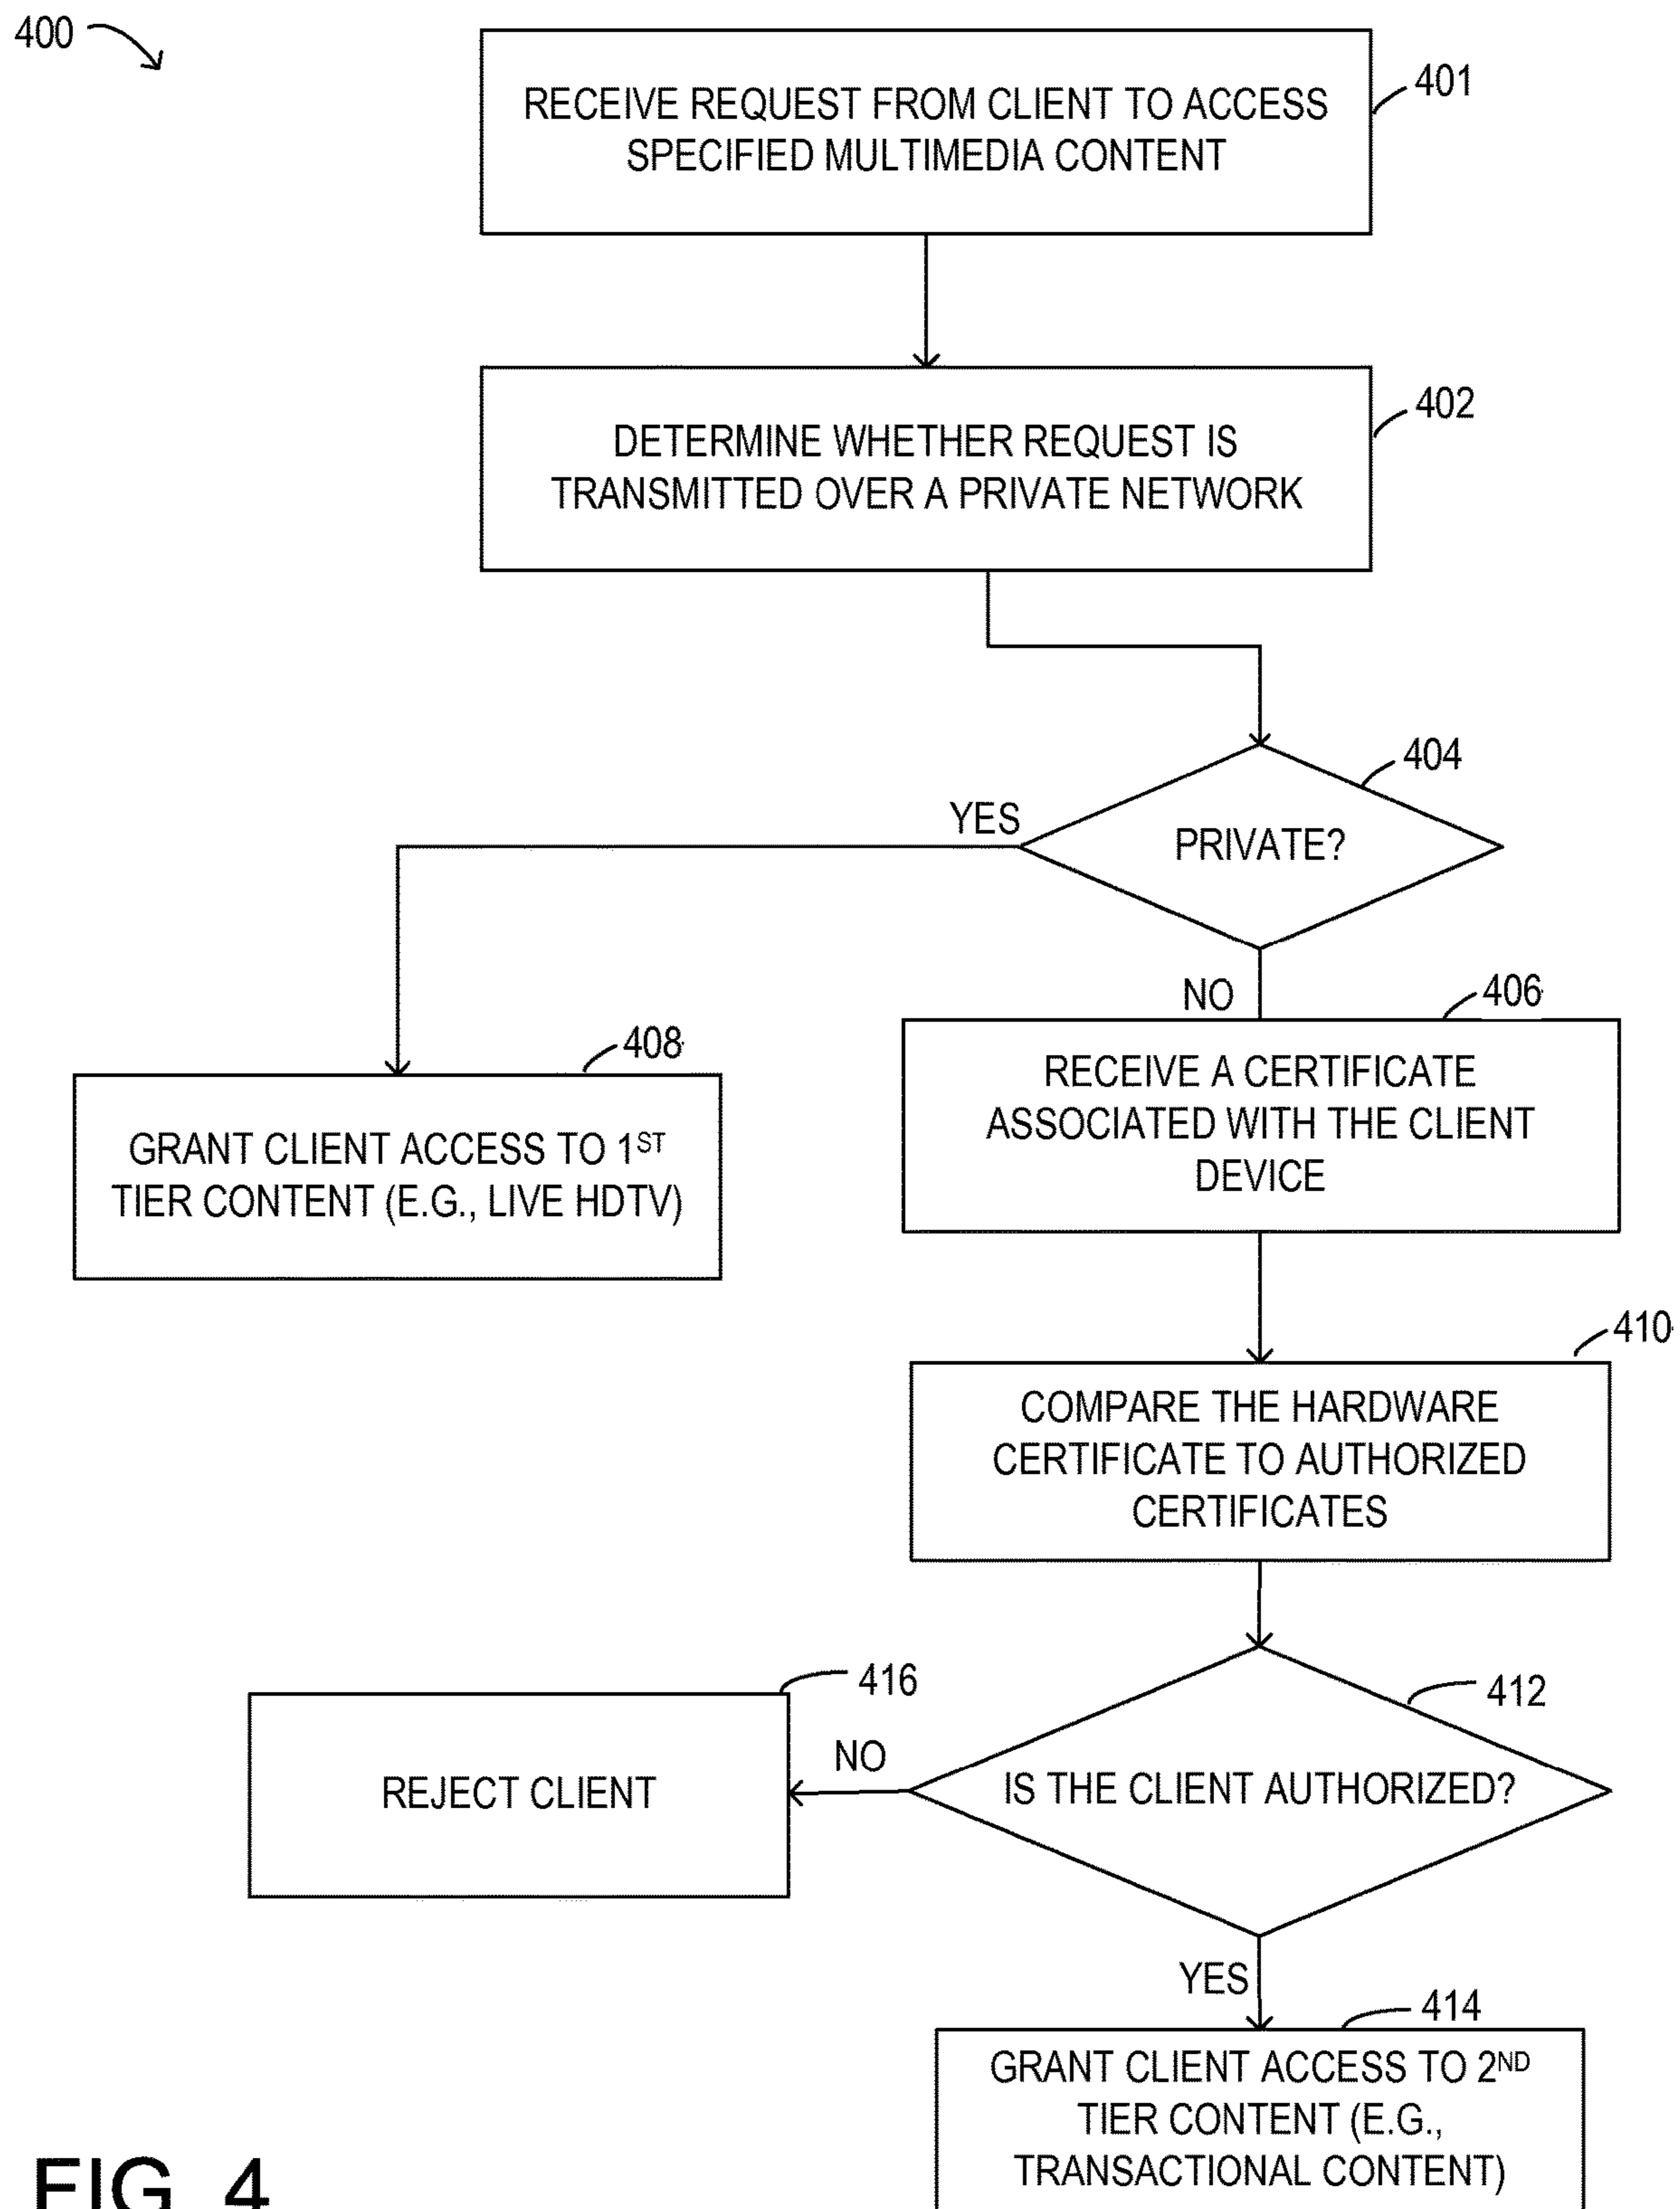 400
RECEIVE REQUEST FROM CLIENT TO ACCESS
SPECIFIED MULTIMEDIA CONTENT
401
DETERMINE WHETHER REQUEST IS
TRANSMITTED OVER A PRIVATE NETWORK
402
404
YES
PRIVATE?
NO
406
408
RECEIVE A CERTIFICATE
ASSOCIATED WITH THE CLIENT
DEVICE
GRANT CLIENT ACCESS TO 1ST
TIER CONTENT (E.G., LIVE HDTV)
410
COMPARE THE HARDWARE
CERTIFICATE TO AUTHORIZED
CERTIFICATES
416
412
NO
REJECT CLIENT
IS THE CLIENT AUTHORIZED?
YES
414
GRANT CLIENT ACCESS TO 2ND
TIER CONTENT (E.G.,
TRANSACTIONAL CONTENT)
FIG. 4